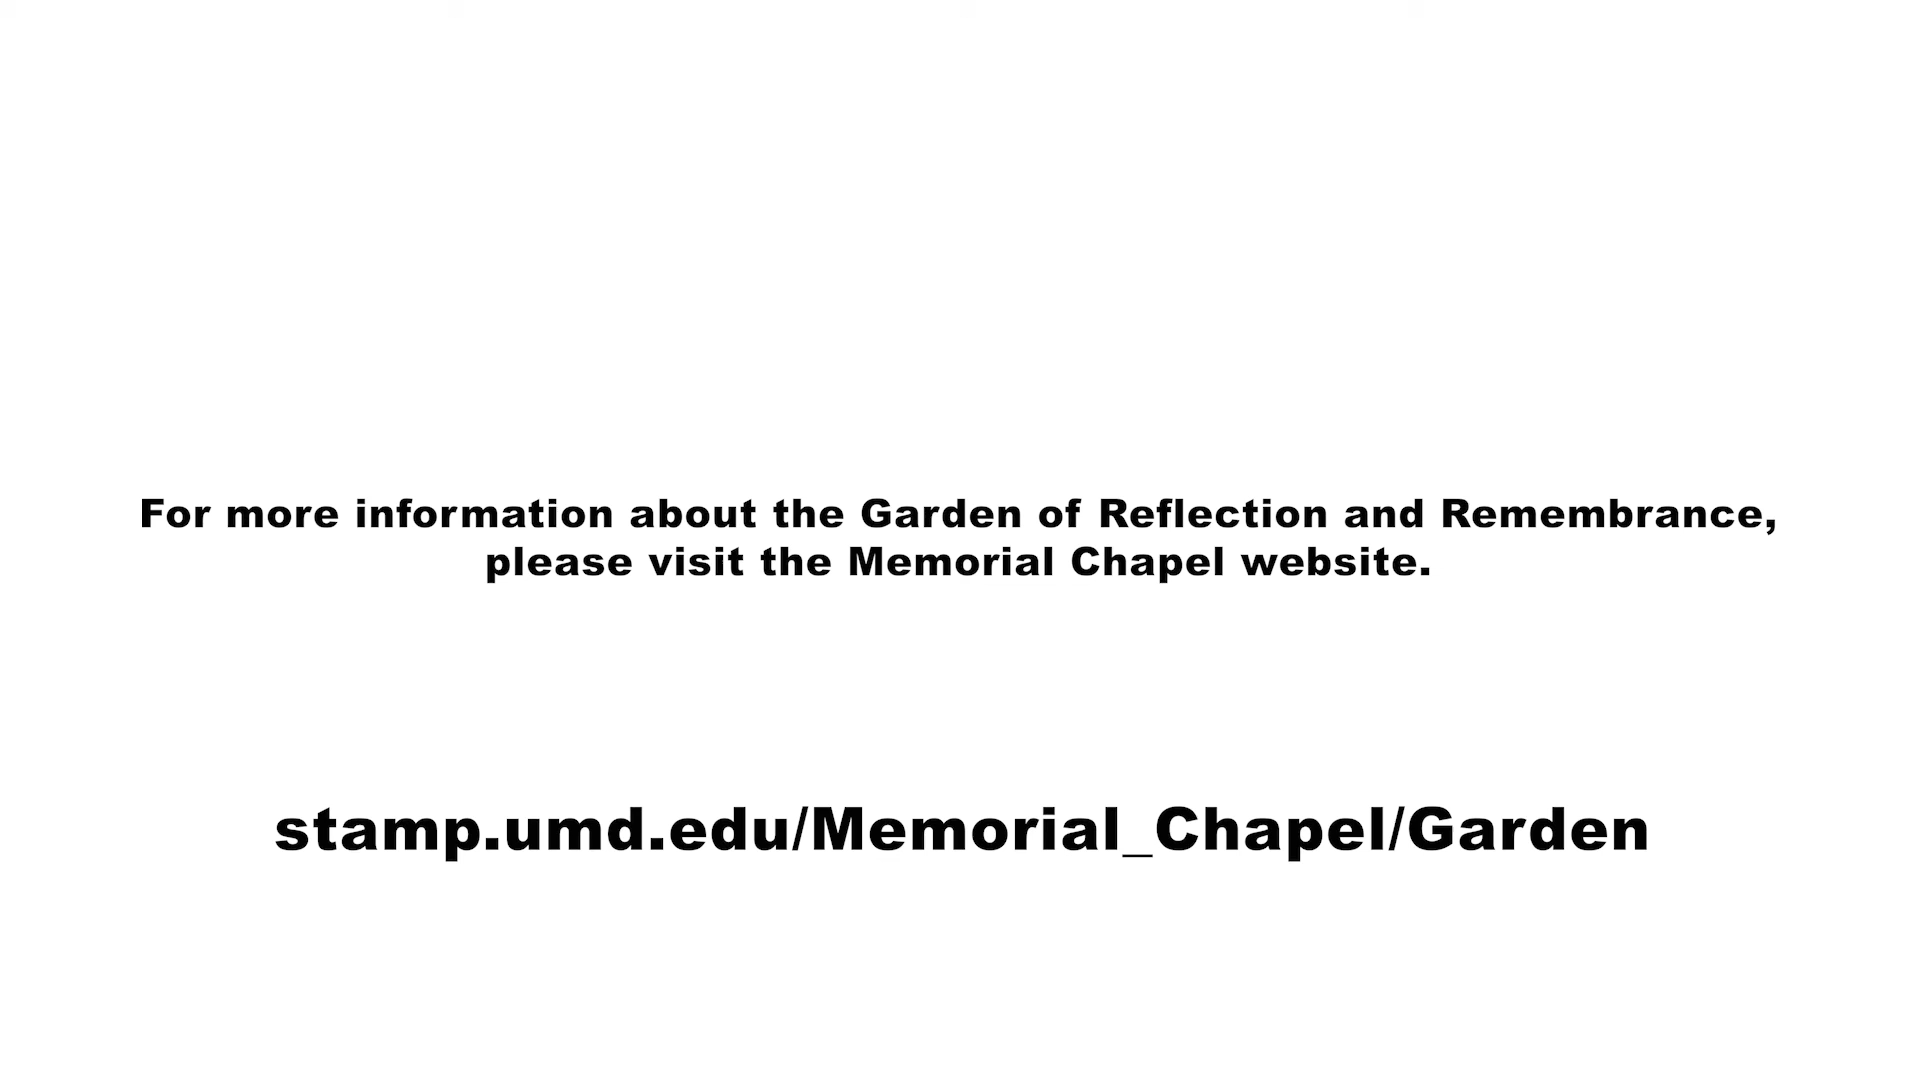 For more information about the Garden of Reflection and Remembrance,
please visit the Memorial Chapel website.
stamp.umd.edu/Memorial_Chapel/Garden